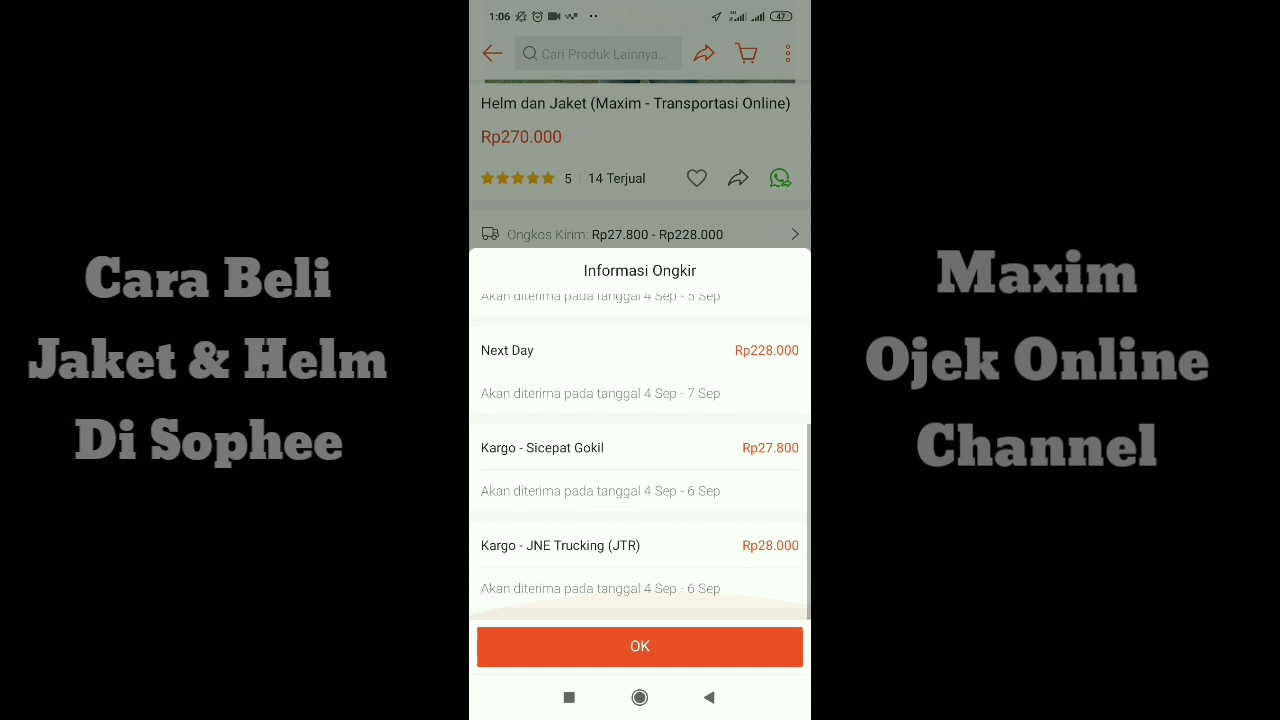 1:06
47
Cari Produk Lainnya...
Helm dan Jaket (Maxim - Transportasi Online)
Rp270.000
5 14 Terjual
Ongkos Kirim: Rp27.800 - Rp228.000
Informasi Ongkir
Akan diterima pada tanggal 4 Sep - 5 Sep
Next Day Rp228.000
Akan diterima pada tanggal 4 Sep - 7 Sep
Kargo - Sicepat Gokil Rp27.800
Akan diterima pada tanggal 4 Sep - 6 Sep
Kargo - JNE Trucking (JTR) Rp28.000
Akan diterima pada tanggal 4 Sep - 6 Sep
OK
Cara Beli
Jaket & Helm
Di Sophee
Maxim
Ojek Online
Channel